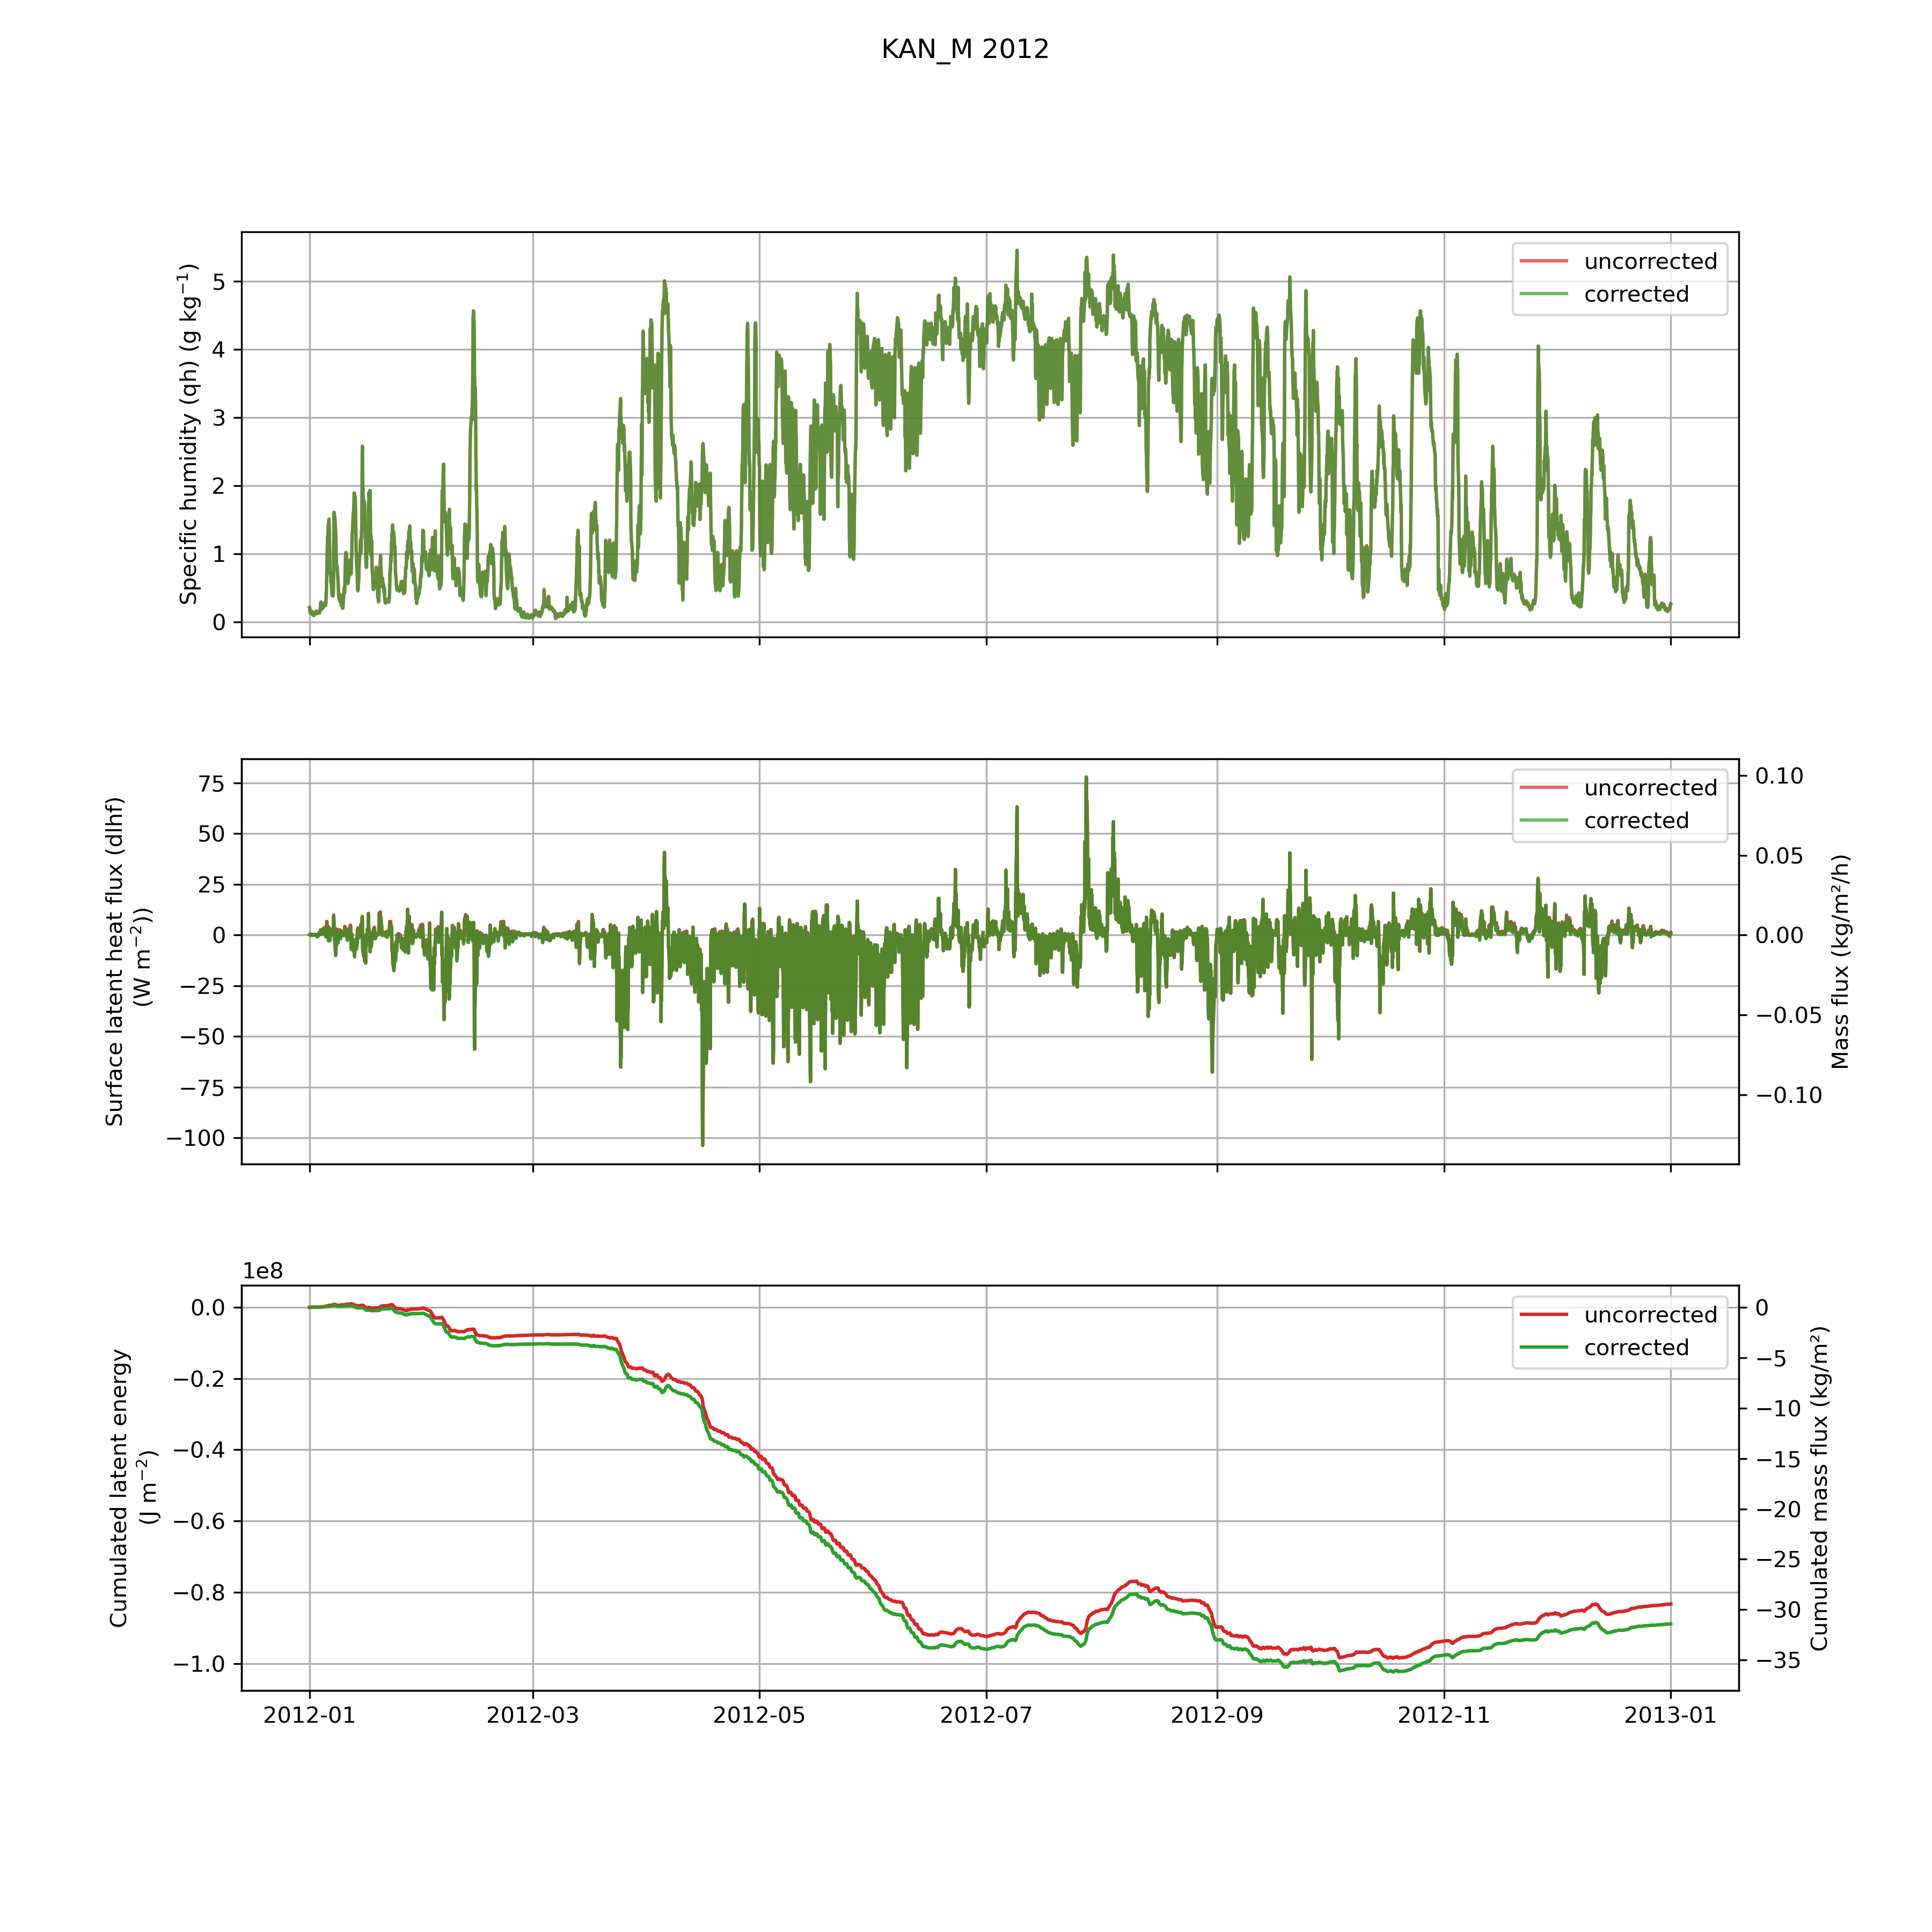 KAN_M 2012
Specific humidity (qh) (g kg⁻¹)
5
4
3
2
1
0
uncorrected
corrected
Surface latent heat flux (dlhf)
(W m⁻²))
75
50
25
0
−25
−50
−75
−100
uncorrected
corrected
0.10
0.05
0.00
−0.05
−0.10
Mass flux (kg/m²/h)
1e8
Cumulated latent energy
(J m⁻²)
0.0
−0.2
−0.4
−0.6
−0.8
−1.0
uncorrected
corrected
0
−5
−10
−15
−20
−25
−30
−35
Cumulated mass flux (kg/m²)
2012-01 2012-03 2012-05 2012-07 2012-09 2012-11 2013-01